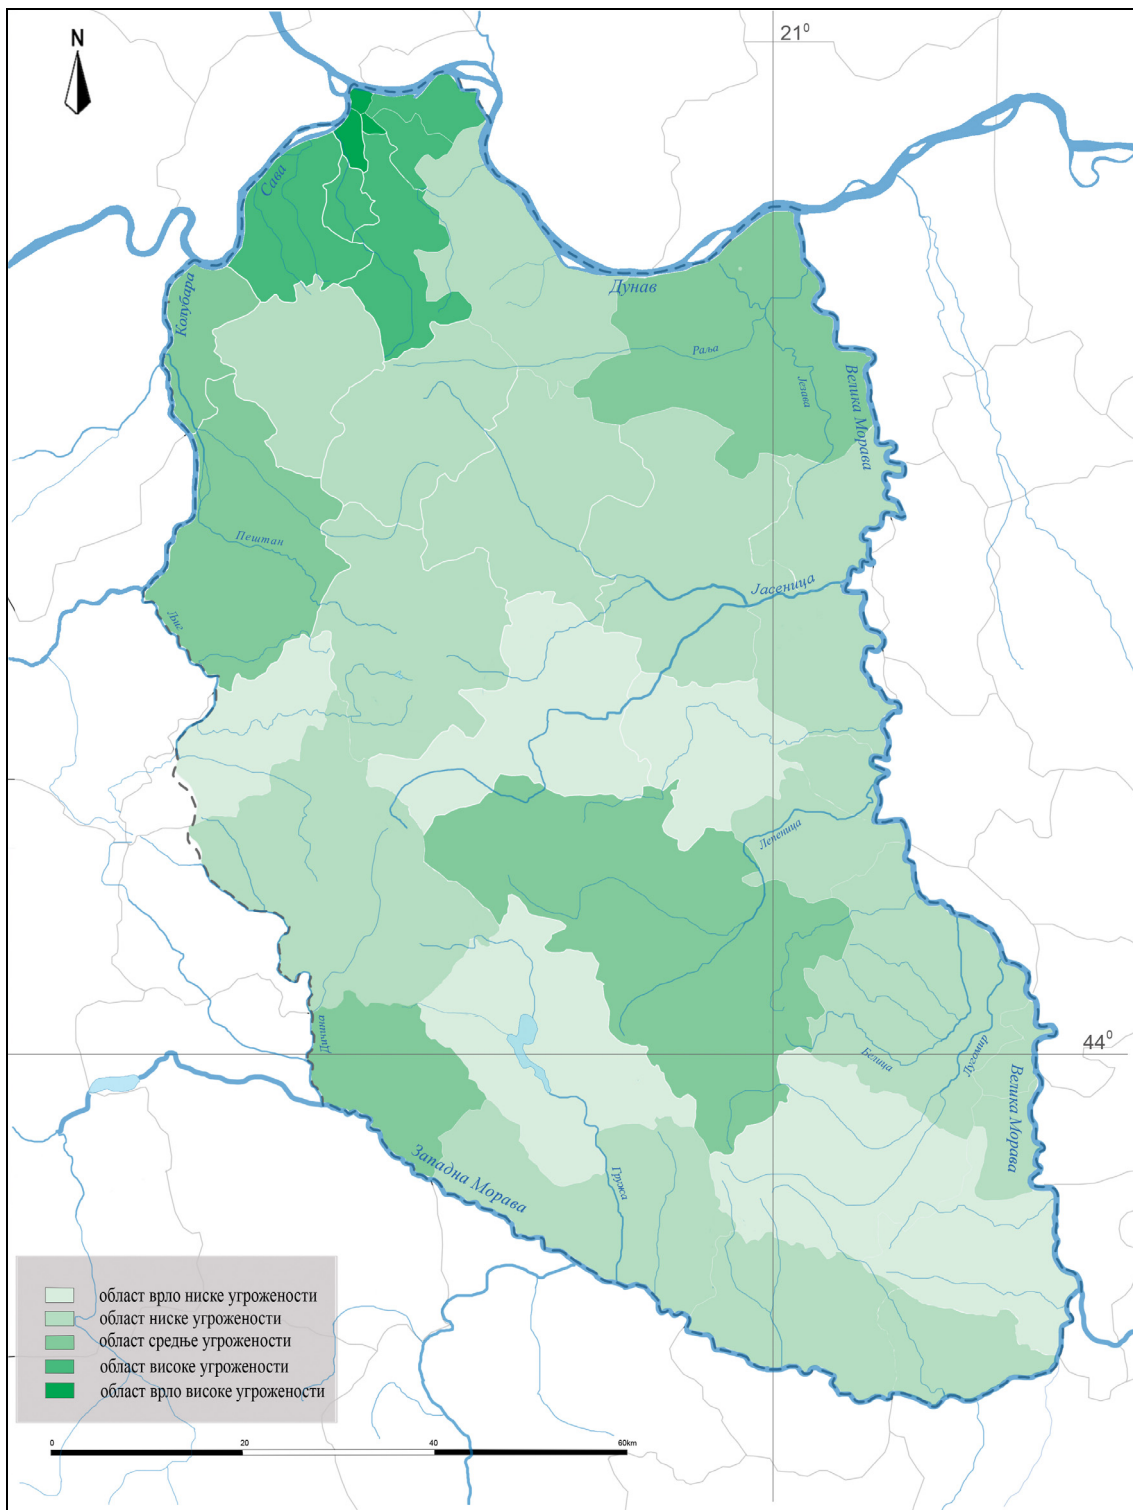 N
21⁰
Сава
Колубара
Дунав
Раља
Језава
Велика Морава
Пештан
Љиг
Јасеница
Лепеница
Дичина
44⁰
Белица
Лугомир
Велика Морава
Западна Морава
Гружа
област врло ниске угрожености
област ниске угрожености
област средње угрожености
област високе угрожености
област врло високе угрожености
0 20 40 60km